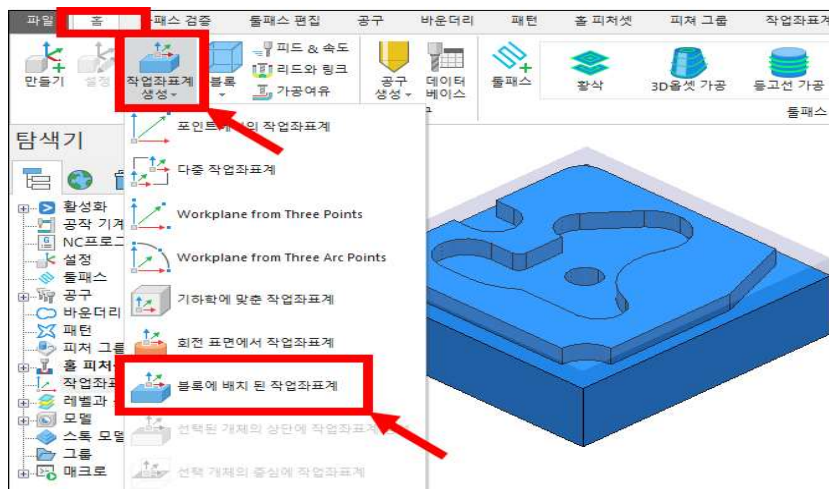 파일 홈 패스 검증 툴패스 편집 공구 바운더리 패턴 홀 피처셋 피쳐 그룹 작업좌표계
만들기 설정 작업좌표계 생성 블록 피드 & 속도 리드와 링크 가공여유 공구 생성 데이터 베이스 툴패스 황삭 3D옵셋 가공 등고선 가공
툴패스
탐색기
포인트 작업좌표계
다중 작업좌표계
Workplane from Three Points
Workplane from Three Arc Points
기하학에 맞춘 작업좌표계
회전 표면에서 작업좌표계
블록에 배치 된 작업좌표계
선택된 개체의 상단에 작업좌표계
선택 개체의 중심에 작업좌표계
활성화
공작 기계
NC프로그
설정
툴패스
공구
바운더리
패턴
피처 그룹
홀 피처
작업좌표
레벨과
모델
스톡 모델
그룹
매크로